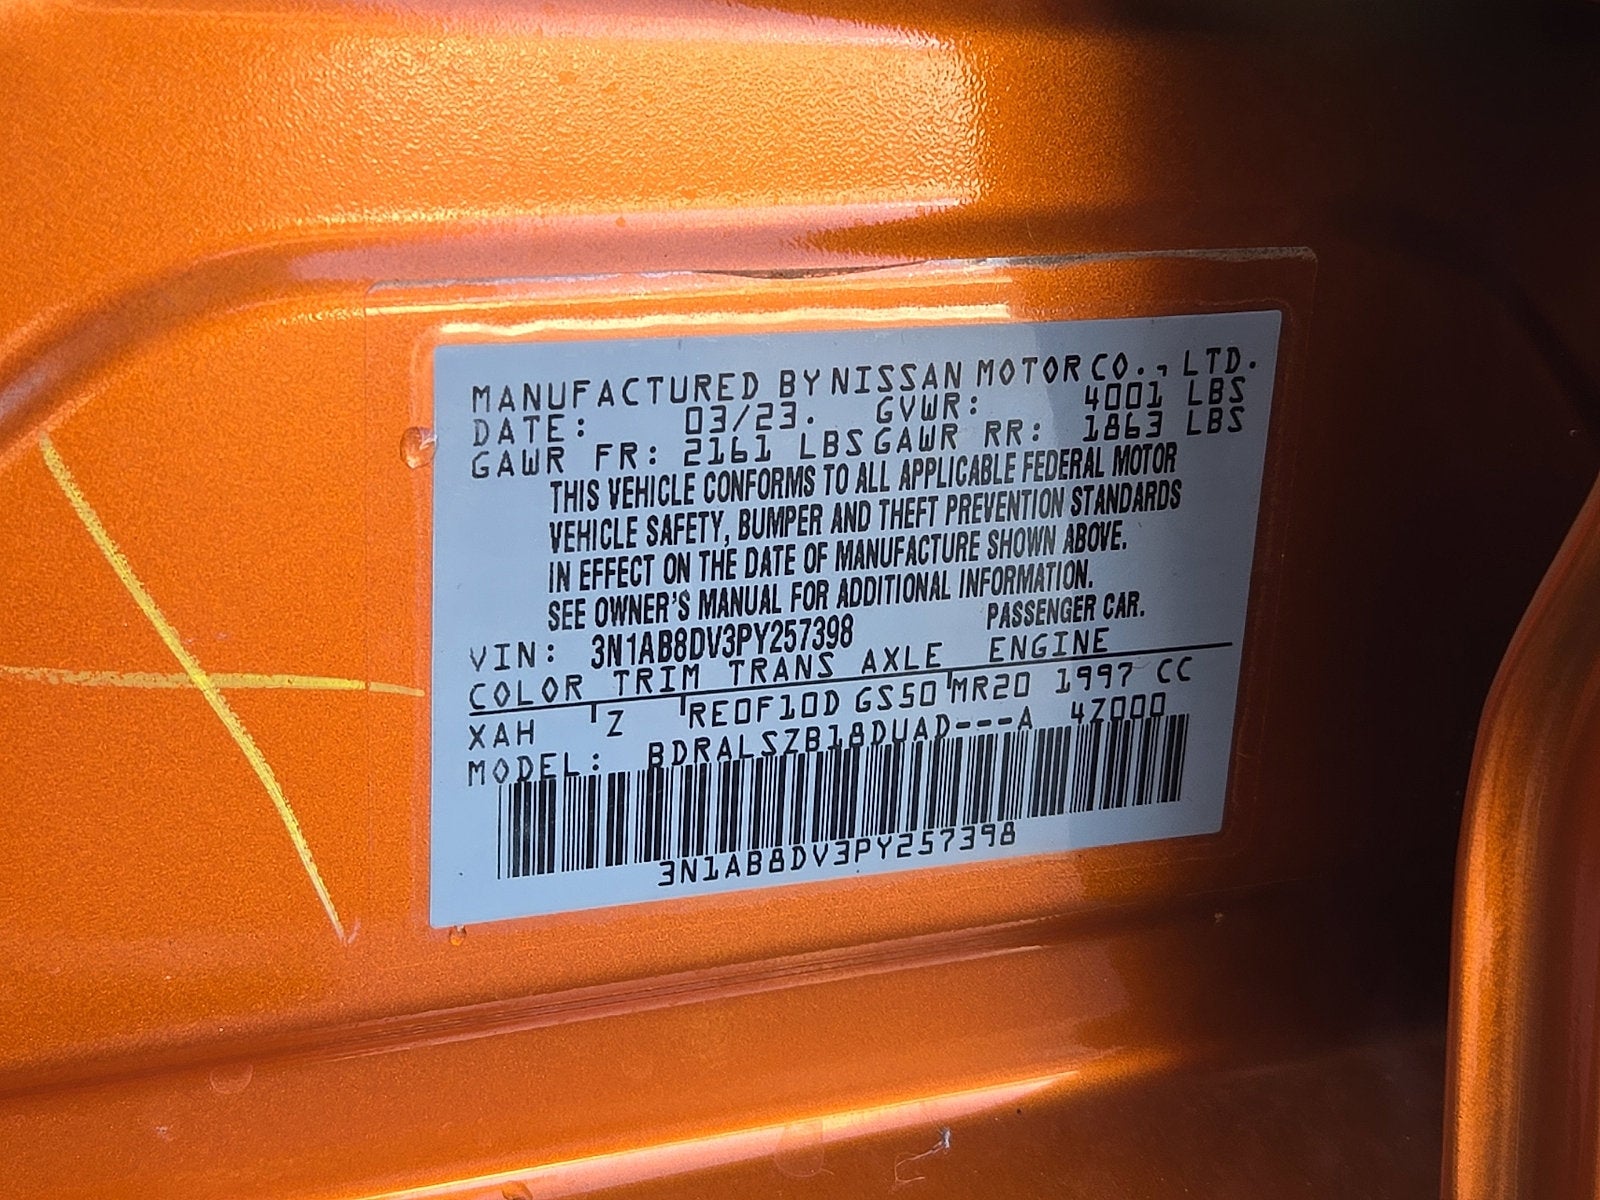 MANUFACTURED BY NISSAN MOTOR CO., LTD.
DATE: 03/23. GVWR: 4001 LBS
GAWR FR: 2161 LBS GAWR RR: 1863 LBS
THIS VEHICLE CONFORMS TO ALL APPLICABLE FEDERAL MOTOR
VEHICLE SAFETY, BUMPER AND THEFT PREVENTION STANDARDS
IN EFFECT ON THE DATE OF MANUFACTURE SHOWN ABOVE.
SEE OWNER'S MANUAL FOR ADDITIONAL INFORMATION.
VIN: 3N1AB8DV3PY257398 PASSENGER CAR.
COLOR TRIM TRANS AXLE ENGINE
XAH Z RE0F10D GS50 MR20 1997 CC
MODEL: BDRALSZB18DUAD---A 4Z000
3N1AB8DV3PY257398